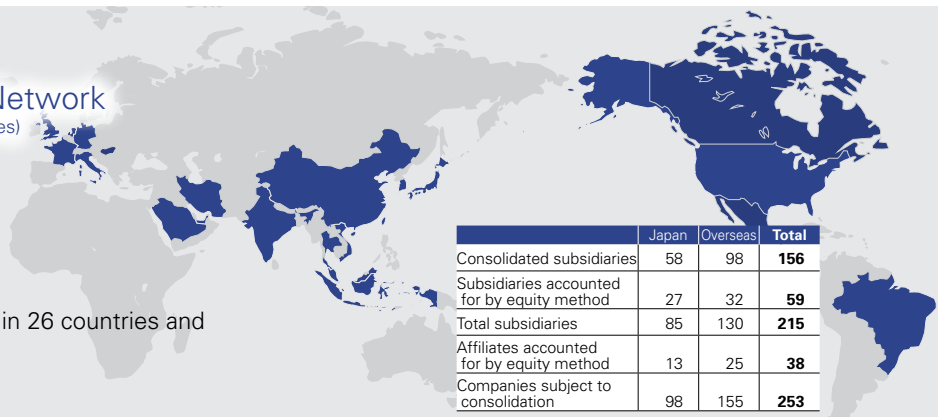 es)
in 26 countries and
Japan Overseas Total
Consolidated subsidiaries 58 98 156
Subsidiaries accounted
for by equity method 27 32 59
Total subsidiaries 85 130 215
Affiliates accounted
for by equity method 13 25 38
Companies subject to
consolidation 98 155 253